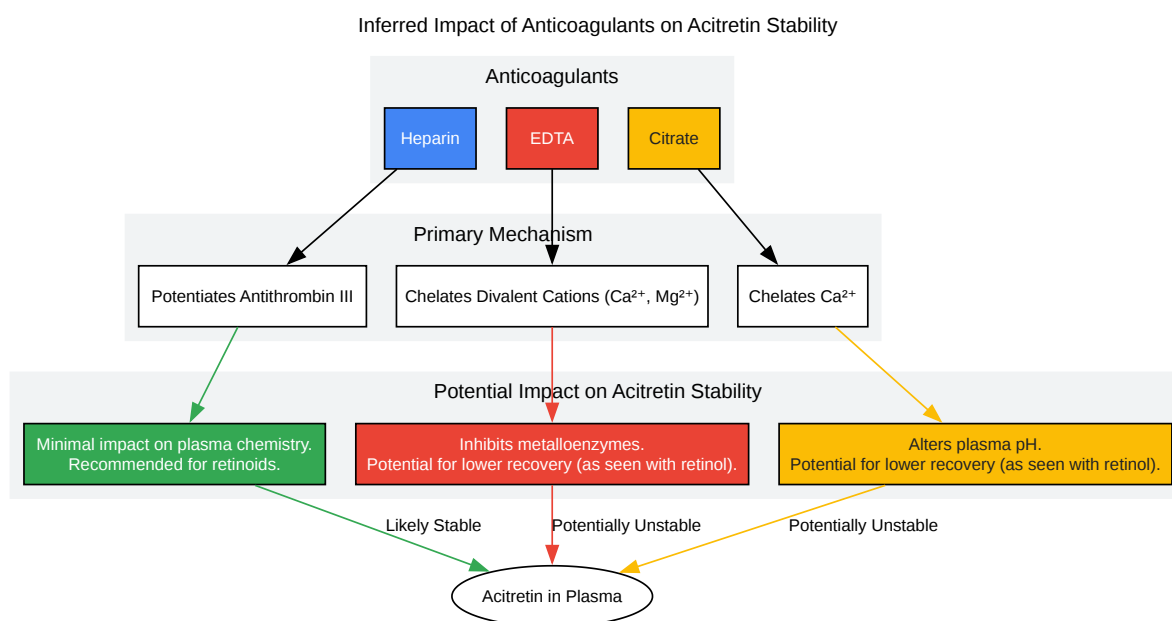 Inferred Impact of Anticoagulants on Acitretin Stability
Anticoagulants
Heparin
EDTA
Citrate
Primary Mechanism
Potentiates Antithrombin III
Chelates Divalent Cations (Ca²⁺, Mg²⁺)
Chelates Ca²⁺
Potential Impact on Acitretin Stability
Minimal impact on plasma chemistry.
Recommended for retinoids.
Inhibits metalloenzymes.
Potential for lower recovery (as seen with retinol).
Alters plasma pH.
Potential for lower recovery (as seen with retinol).
Likely Stable
Potentially Unstable
Potentially Unstable
Acitretin in Plasma